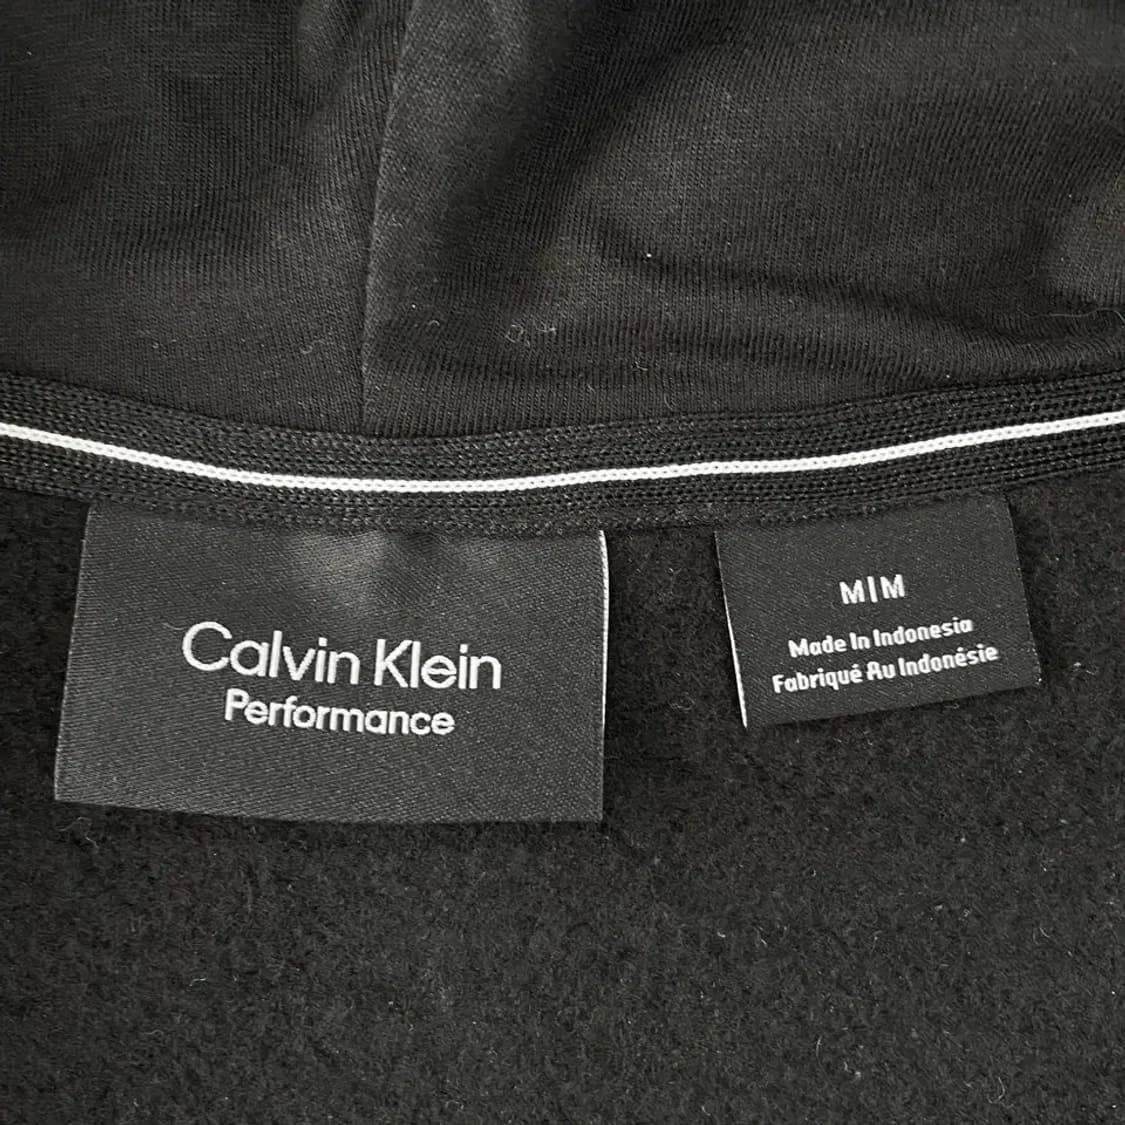 Calvin Klein
Performance
M|M
Made In Indonesia
Fabriqué Au Indonésie